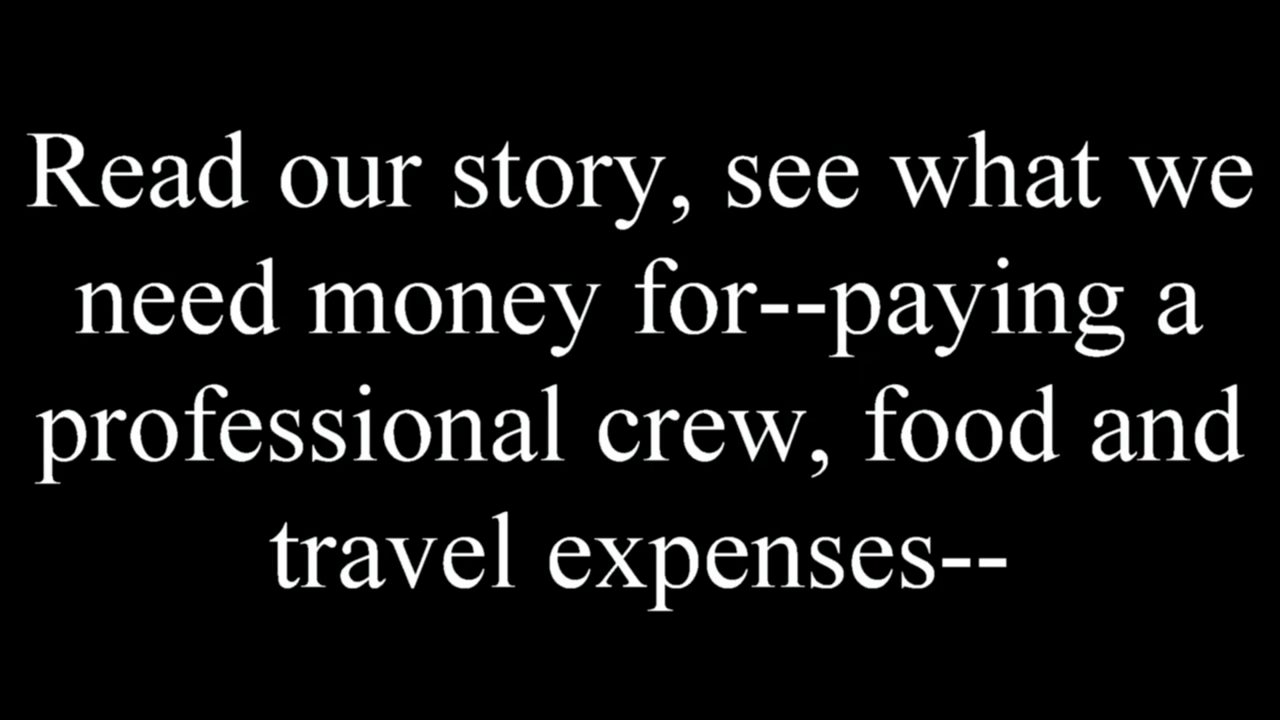 Read our story, see what we
need money for--paying a
professional crew, food and
travel expenses--